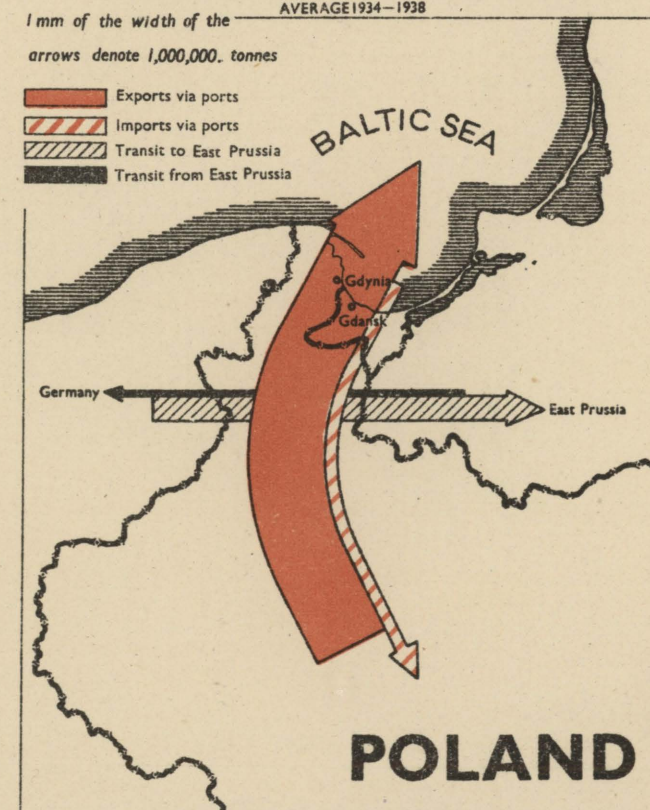 AVERAGE 1934—1938
1 mm of the width of the
arrows denote 1,000,000. tonnes
Exports via ports
Imports via ports
Transit to East Prussia
Transit from East Prussia
BALTIC SEA
Gdynia
Gdansk
Germany
East Prussia
POLAND